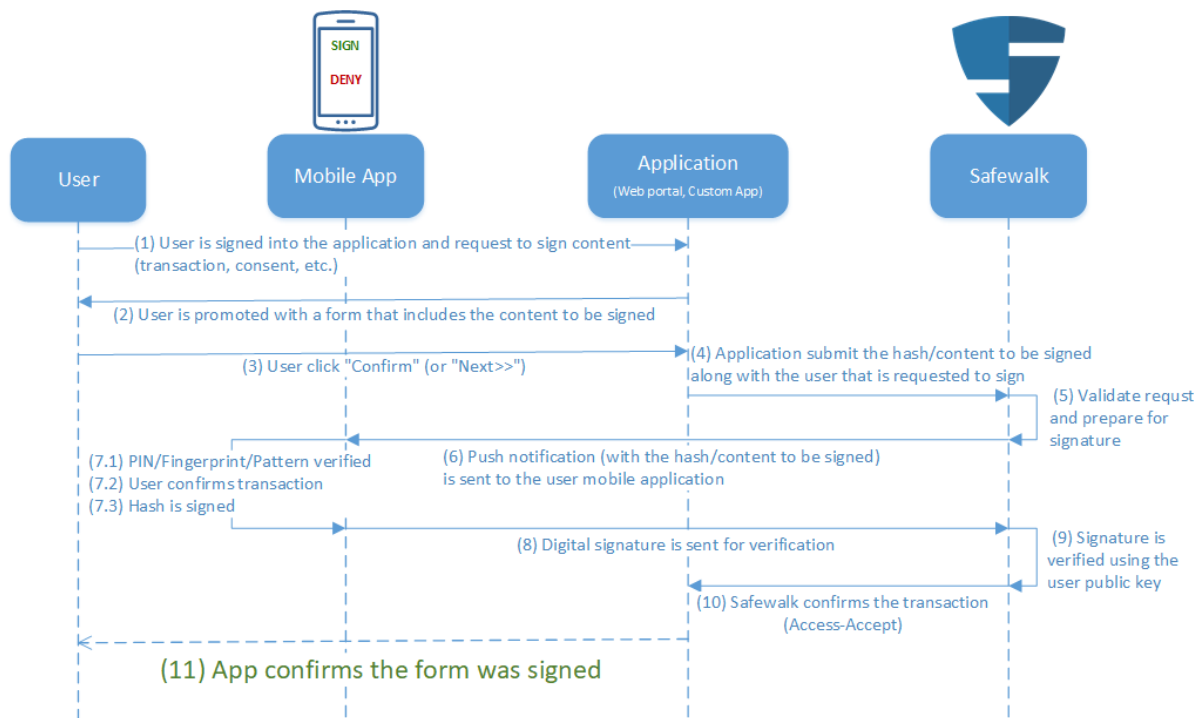 SIGN
DENY
User
Mobile App
Application
(Web portal, Custom App)
Safewalk
(1) User is signed into the application and request to sign content
(transaction, consent, etc.)
(2) User is promoted with a form that includes the content to be signed
(3) User click "Confirm" (or "Next>>")
(4) Application submit the hash/content to be signed
along with the user that is requested to sign
(5) Validate requst
and prepare for
signature
(6) Push notification (with the hash/content to be signed)
is sent to the user mobile application
(7.1) PIN/Fingerprint/Pattern verified
(7.2) User confirms transaction
(7.3) Hash is signed
(8) Digital signature is sent for verification
(9) Signature is
verified using the
user public key
(10) Safewalk confirms the transaction
(Access-Accept)
(11) App confirms the form was signed